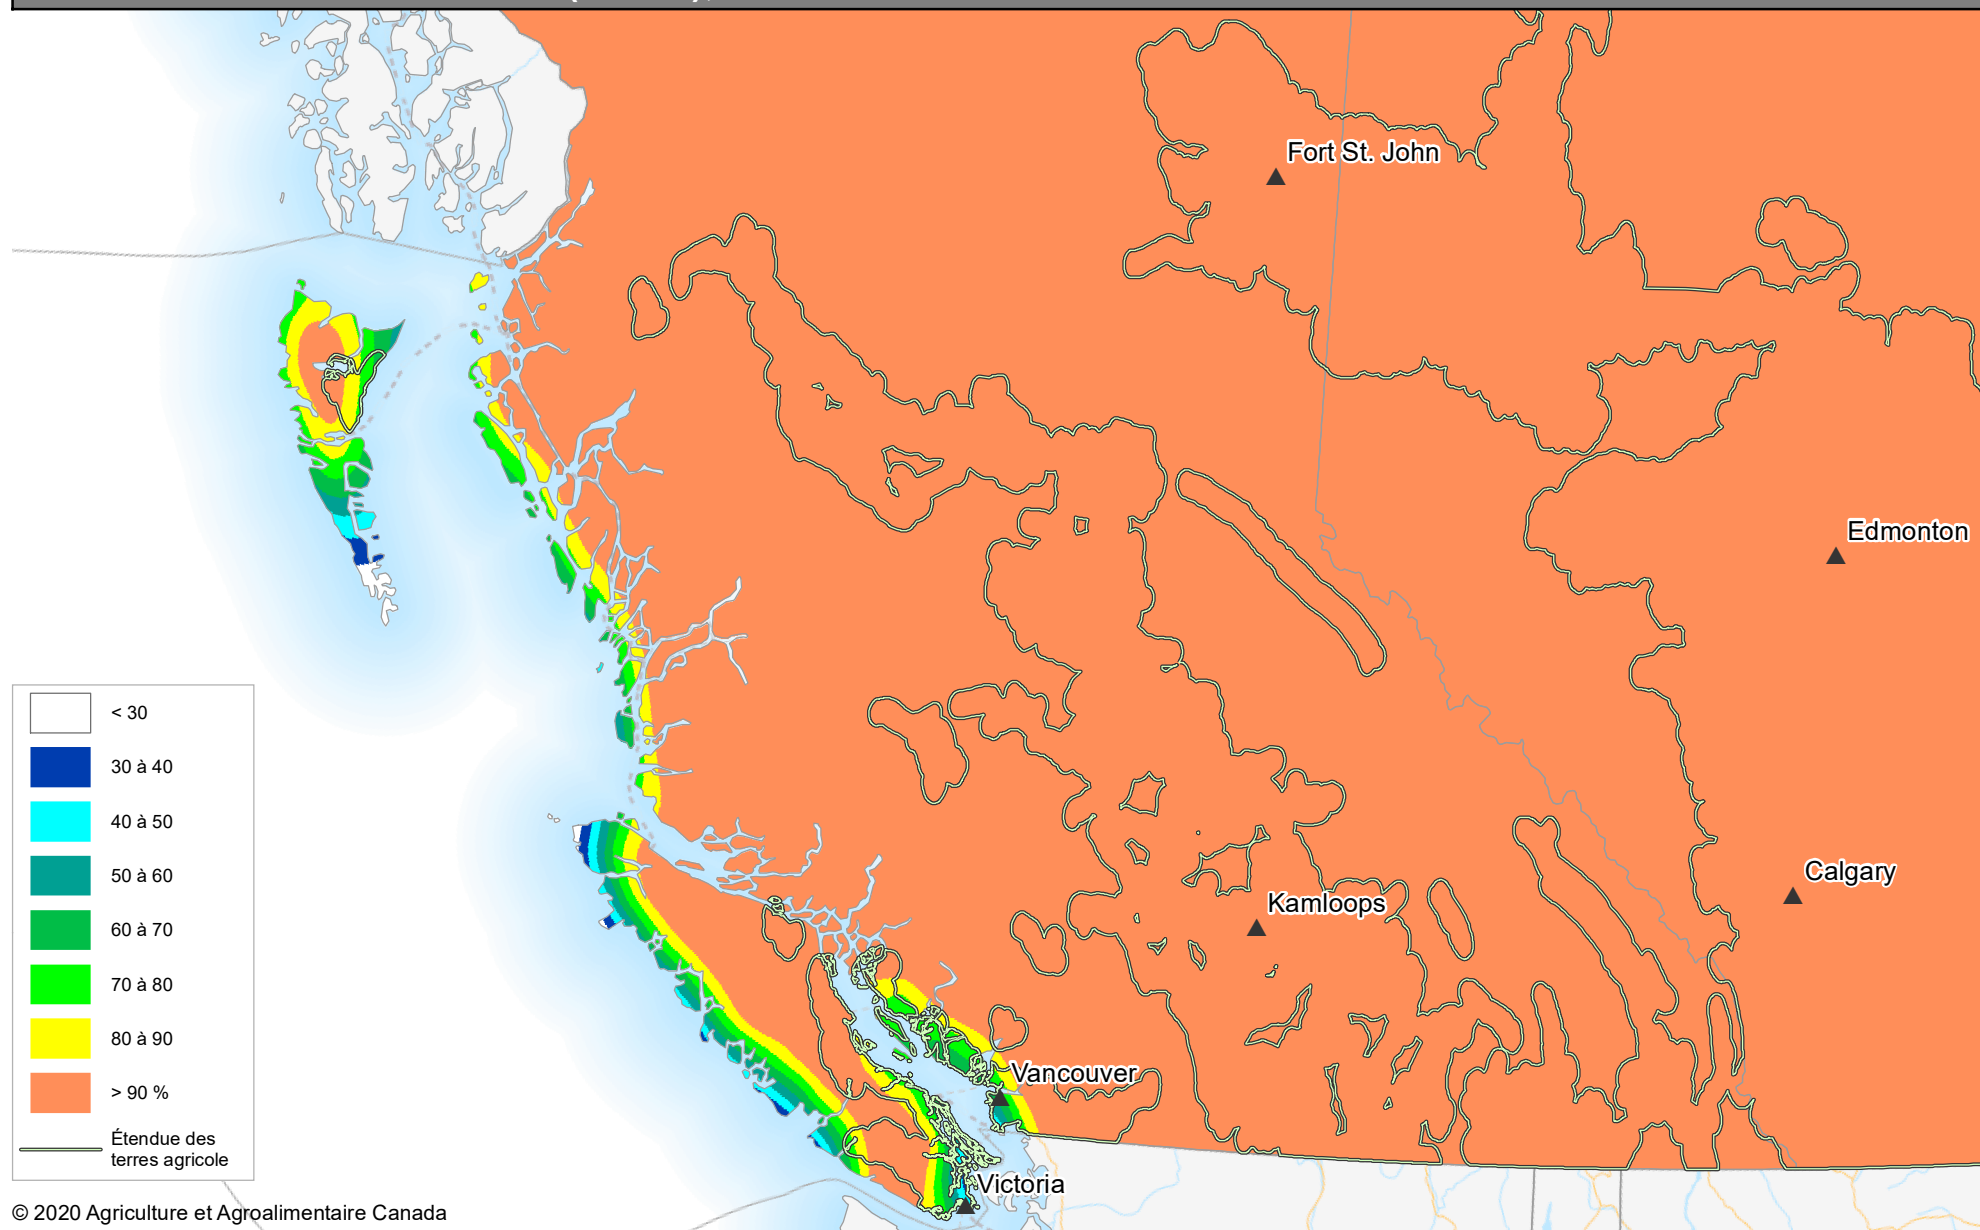 Fort St. John
Edmonton
Calgary
Kamloops
Vancouver
Victoria
< 30
30 à 40
40 à 50
50 à 60
60 à 70
70 à 80
80 à 90
> 90 %
Étendue des
terres agricole
© 2020 Agriculture et Agroalimentaire Canada